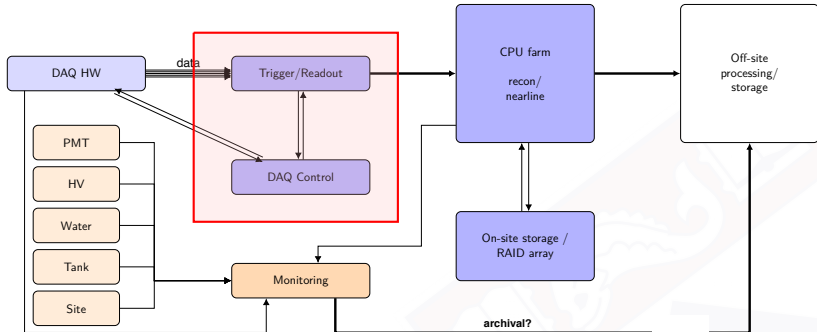 DAQ HW
data
Trigger/Readout
CPU farm
recon/
nearline
Off-site
processing/
storage
PMT
HV
Water
Tank
Site
DAQ Control
On-site storage /
RAID array
Monitoring
archival?